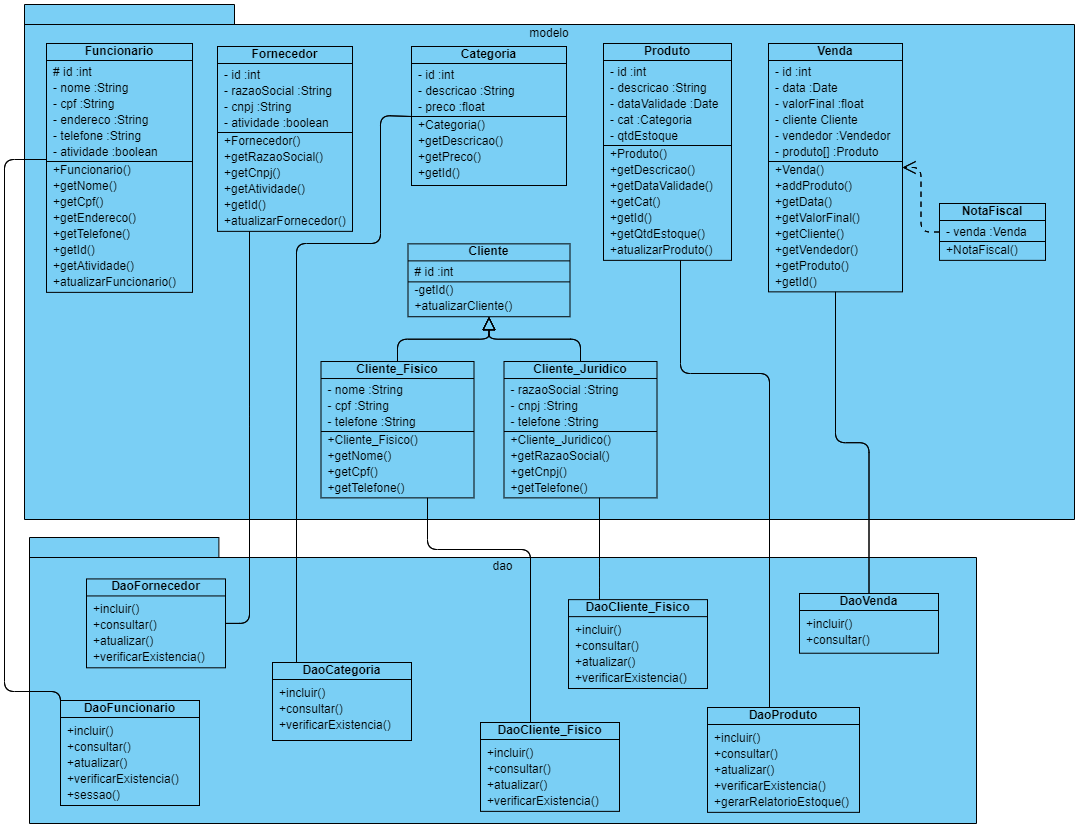 modelo
Funcionario
# id :int
- nome :String
- cpf :String
- endereco :String
- telefone :String
- atividade :boolean
+Funcionario()
+getNome()
+getCpf()
+getEndereco()
+getTelefone()
+getId()
+getAtividade()
+atualizarFuncionario()
Fornecedor
- id :int
- razaoSocial :String
- cnpj :String
- atividade :boolean
+Fornecedor()
+getRazaoSocial()
+getCnpj()
+getAtividade()
+getId()
+atualizarFornecedor()
Categoria
- id :int
- descricao :String
- preco :float
+Categoria()
+getDescricao()
+getPreco()
+getId()
Produto
- id :int
- descricao :String
- dataValidade :Date
- cat :Categoria
- qtdEstoque
+Produto()
+getDescricao()
+getDataValidade()
+getCat()
+getId()
+getQtdEstoque()
+atualizarProduto()
Venda
- id :int
- data :Date
- valorFinal :float
- cliente Cliente
- vendedor :Vendedor
- produto[] :Produto
+Venda()
+addProduto()
+getData()
+getValorFinal()
+getCliente()
+getVendedor()
+getProduto()
+getId()
NotaFiscal
- venda :Venda
+NotaFiscal()
Cliente
# id :int
-getId()
+atualizarCliente()
Cliente_Fisico
- nome :String
- cpf :String
- telefone :String
+Cliente_Fisico()
+getNome()
+getCpf()
+getTelefone()
Cliente_Juridico
- razaoSocial :String
- cnpj :String
- telefone :String
+Cliente_Juridico()
+getRazaoSocial()
+getCnpj()
+getTelefone()
dao
DaoFornecedor
+incluir()
+consultar()
+atualizar()
+verificarExistencia()
DaoFuncionario
+incluir()
+consultar()
+atualizar()
+verificarExistencia()
+sessao()
DaoCategoria
+incluir()
+consultar()
+verificarExistencia()
DaoCliente_Fisico
+incluir()
+consultar()
+atualizar()
+verificarExistencia()
DaoCliente_Fisico
+incluir()
+consultar()
+atualizar()
+verificarExistencia()
DaoProduto
+incluir()
+consultar()
+atualizar()
+verificarExistencia()
+gerarRelatorioEstoque()
DaoVenda
+incluir()
+consultar()